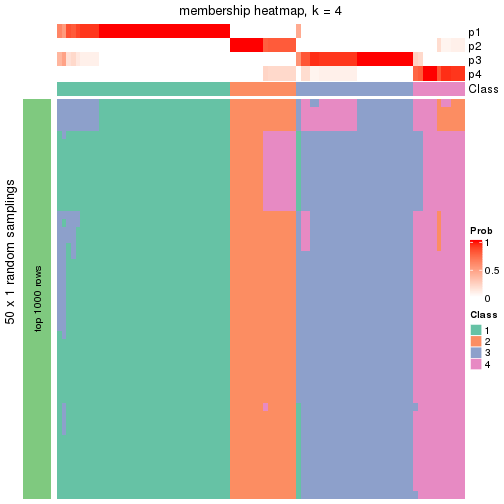 membership heatmap, k = 4
p1
p2
p3
p4
Class
50 x 1 random samplings
top 1000 rows
Prob
1
0.5
0
Class
1
2
3
4